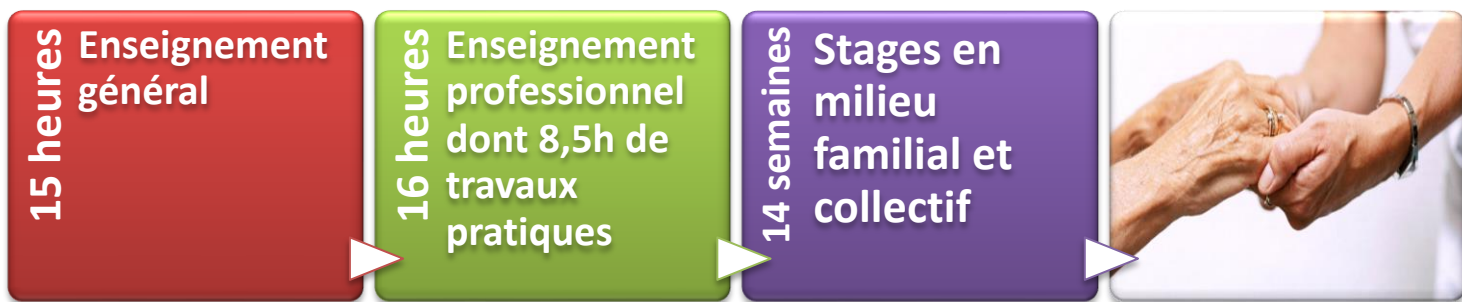 15 heures
Enseignement
général
16 heures
Enseignement
professionnel
dont 8,5h de
travaux
pratiques
14 semaines
Stages en
milieu
familial et
collectif